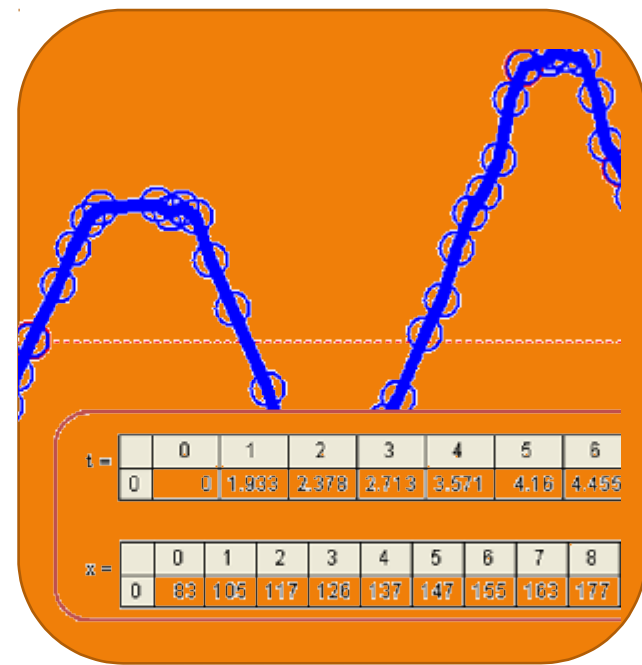 0 1 2 3 4 5 6
t = 0 0 1.933 2.378 2.713 3.571 4.16 4.455
0 1 2 3 4 5 6 7 8
x = 0 83 105 117 126 137 147 155 163 177